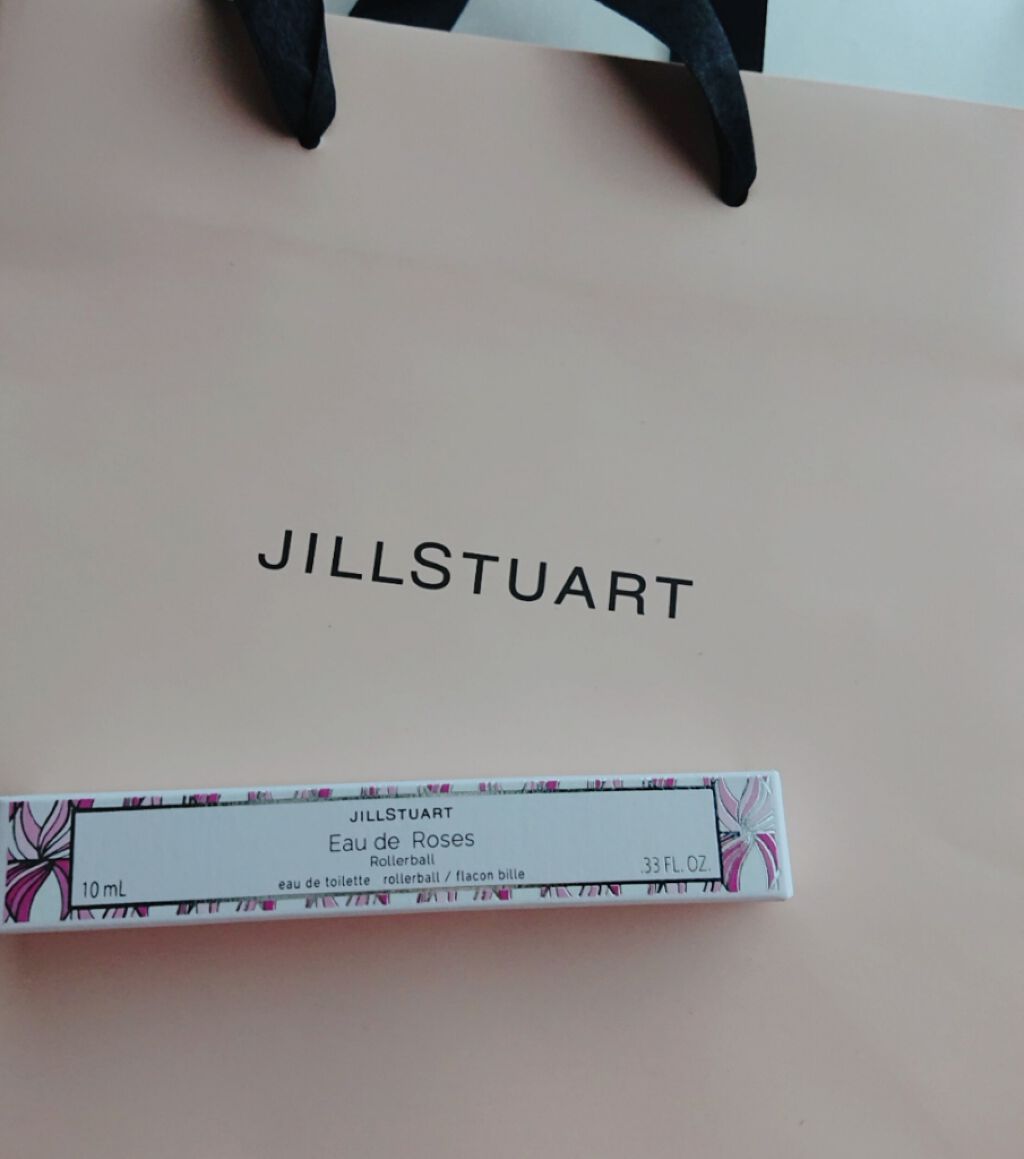 JILLSTUART
JILLSTUART
Eau de Roses
Rollerball
eau de toilette rollerball / flacon bille
10 mL
.33 FL. OZ.